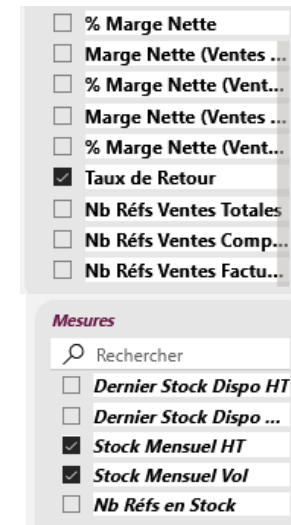 % Marge Nette
Marge Nette (Ventes ...
% Marge Nette (Vent...
Marge Nette (Ventes ...
% Marge Nette (Vent...
Taux de Retour
Nb Réfs Ventes Totales
Nb Réfs Ventes Comp...
Nb Réfs Ventes Factu...
Mesures
Rechercher
Dernier Stock Dispo HT
Dernier Stock Dispo ...
Stock Mensuel HT
Stock Mensuel Vol
Nb Réfs en Stock